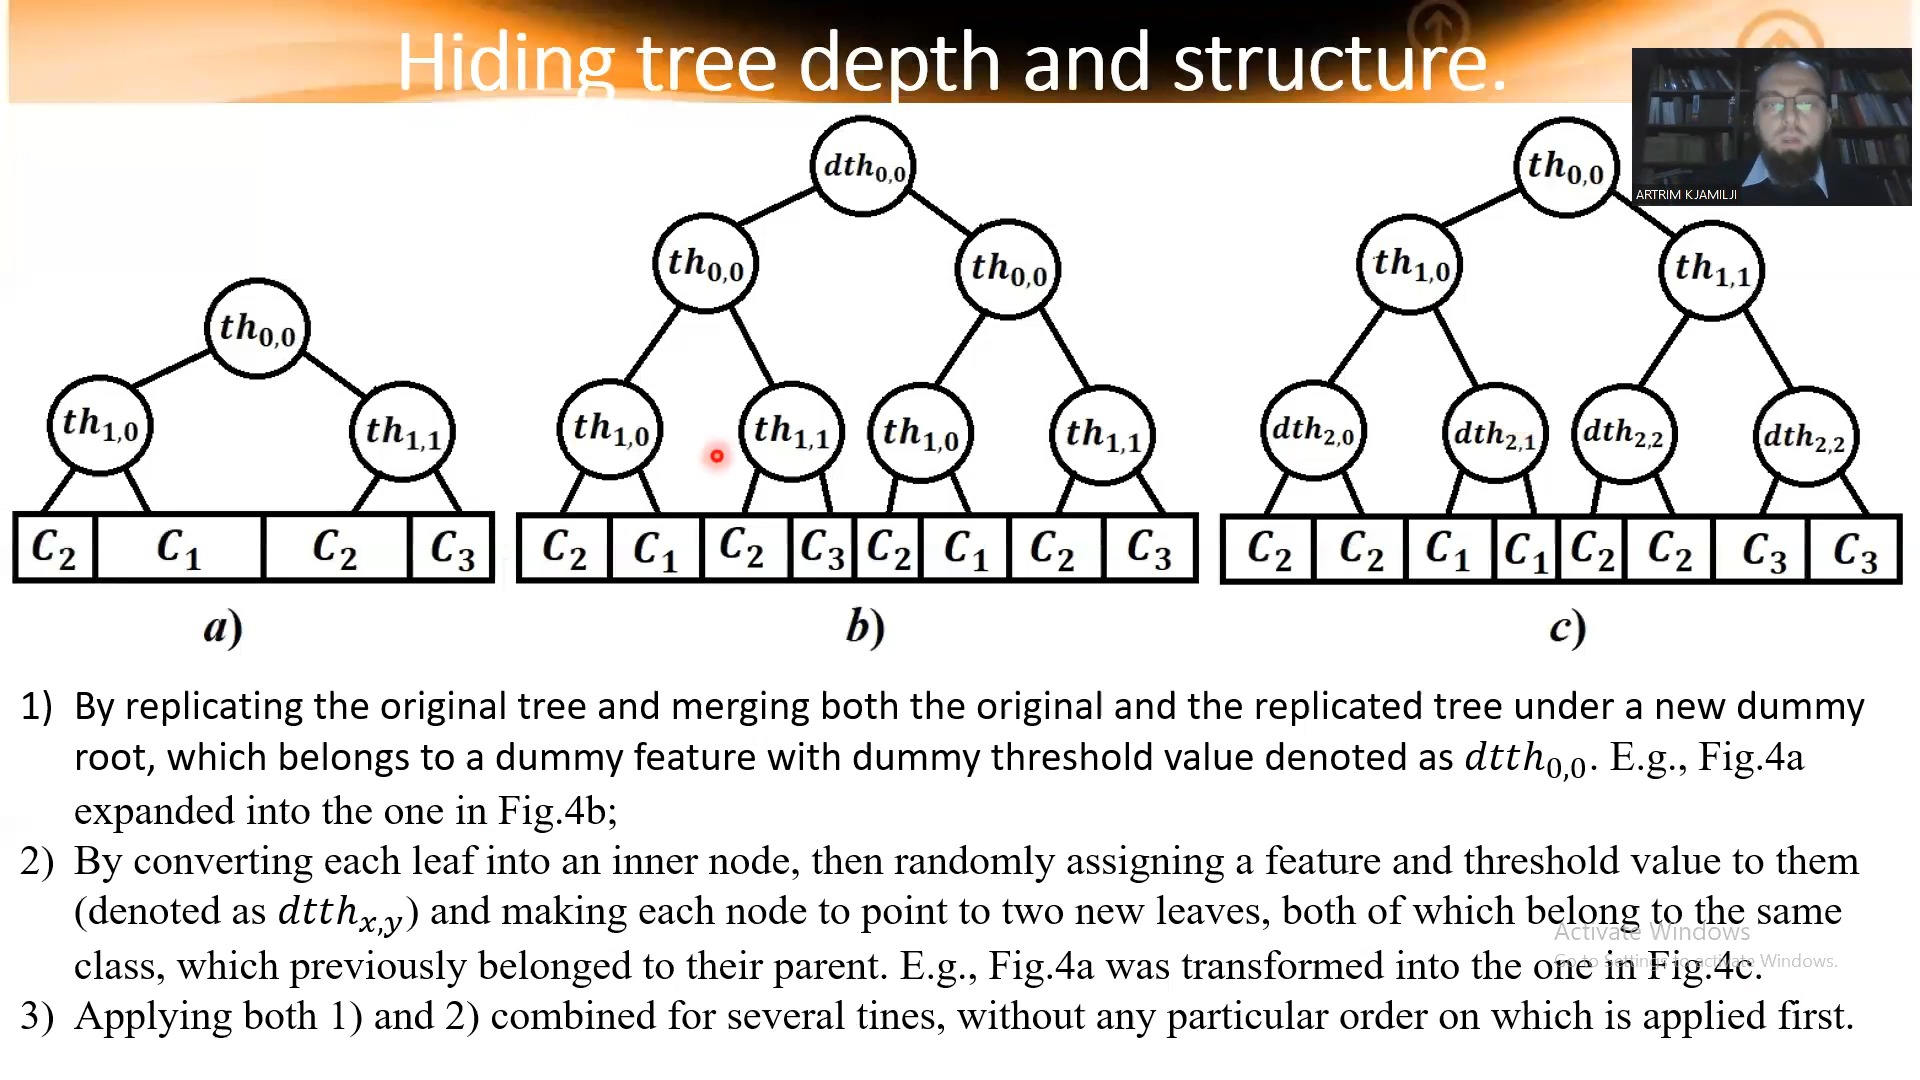 Hiding tree depth and structure.
ARTRIM KJAMILJI
th0,0
th1,0
th1,1
C2 C1 C2 C3
a)
dth0,0
th0,0 th0,0
th1,0 th1,1 th1,0 th1,1
C2 C1 C2 C3 C2 C1 C2 C3
b)
th0,0
th1,0 th1,1
dth2,0 dth2,1 dth2,2 dth2,2
C2 C2 C1 C1 C2 C2 C3 C3
c)
1) By replicating the original tree and merging both the original and the replicated tree under a new dummy
root, which belongs to a dummy feature with dummy threshold value denoted as dtth0,0. E.g., Fig.4a
expanded into the one in Fig.4b;
2) By converting each leaf into an inner node, then randomly assigning a feature and threshold value to them
(denoted as dtthx,y) and making each node to point to two new leaves, both of which belong to the same
class, which previously belonged to their parent. E.g., Fig.4a was transformed into the one in Fig.4c.
3) Applying both 1) and 2) combined for several tines, without any particular order on which is applied first.
Activate Windows
Go to Settings to activate Windows.